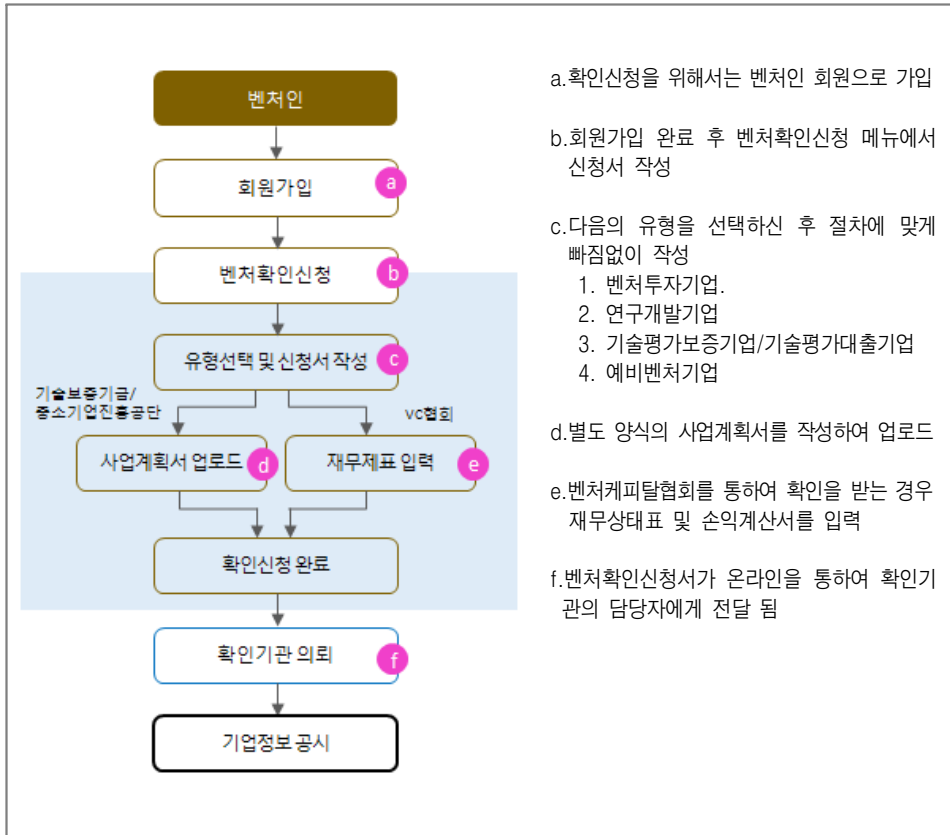 벤처인
회원가입
a
벤처확인신청
b
유형선택 및 신청서 작성
c
기술보증기금/
중소기업진흥공단
vc협회
사업계획서 업로드
d
재무제표 입력
e
확인신청 완료
확인기관 의뢰
f
기업정보 공시
a.확인신청을 위해서는 벤처인 회원으로 가입
b.회원가입 완료 후 벤처확인신청 메뉴에서
신청서 작성
c.다음의 유형을 선택하신 후 절차에 맞게
빠짐없이 작성
1. 벤처투자기업.
2. 연구개발기업
3. 기술평가보증기업/기술평가대출기업
4. 예비벤처기업
d.별도 양식의 사업계획서를 작성하여 업로드
e.벤처케피탈협회를 통하여 확인을 받는 경우
재무상태표 및 손익계산서를 입력
f.벤처확인신청서가 온라인을 통하여 확인기
관의 담당자에게 전달 됨